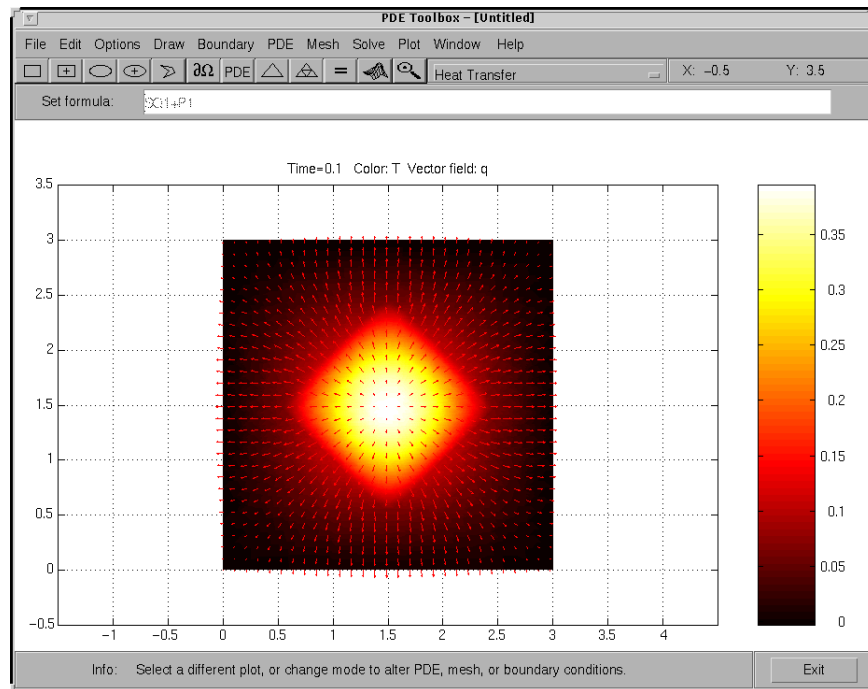 PDE Toolbox – [Untitled]
File Edit Options Draw Boundary PDE Mesh Solve Plot Window Help
∂Ω PDE = Heat Transfer X: −0.5 Y: 3.5
Set formula: SQ1+P1
Time=0.1 Color: T Vector field: q
3.5
3
2.5
2
1.5
1
0.5
0
−0.5
−1 −0.5 0 0.5 1 1.5 2 2.5 3 3.5 4
0.35
0.3
0.25
0.2
0.15
0.1
0.05
0
Info: Select a different plot, or change mode to alter PDE, mesh, or boundary conditions. Exit